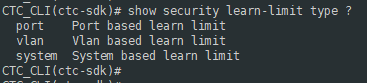 CTC_CLI(ctc-sdk)# show security learn-limit type ?
  port    Port based learn limit
  vlan    Vlan based learn limit
  system  System based learn limit
CTC_CLI(ctc-sdk)#